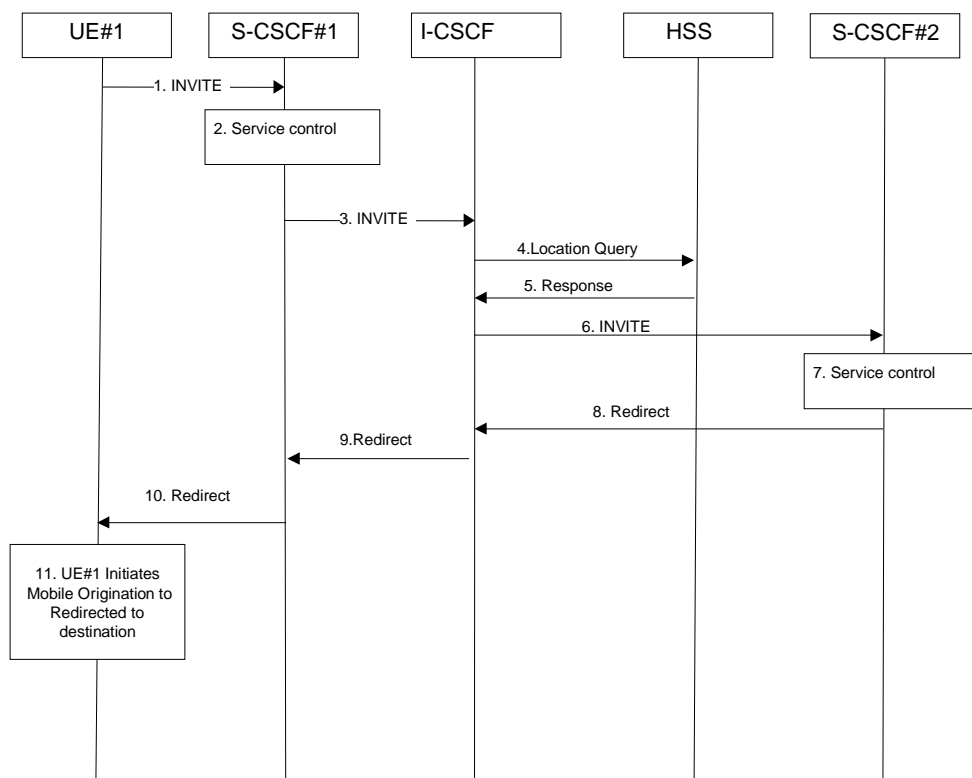 UE#1
S-CSCF#1
I-CSCF
HSS
S-CSCF#2
1. INVITE
2. Service control
3. INVITE
4.Location Query
5. Response
6. INVITE
7. Service control
8. Redirect
9.Redirect
10. Redirect
11. UE#1 Initiates
Mobile Origination to
Redirected to
destination